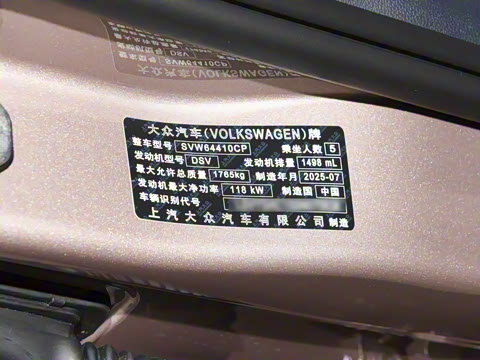 大众汽车(VOLKSWAGEN)牌
整车型号 SVW64410CP 乘坐人数 5
发动机型号 DSV 发动机排量 1498 mL
最大允许总质量 1765kg 制造年月 2025-07
发动机最大净功率 118 kW 制造国 中国
车辆识别代号
上汽大众汽车有限公司 制造